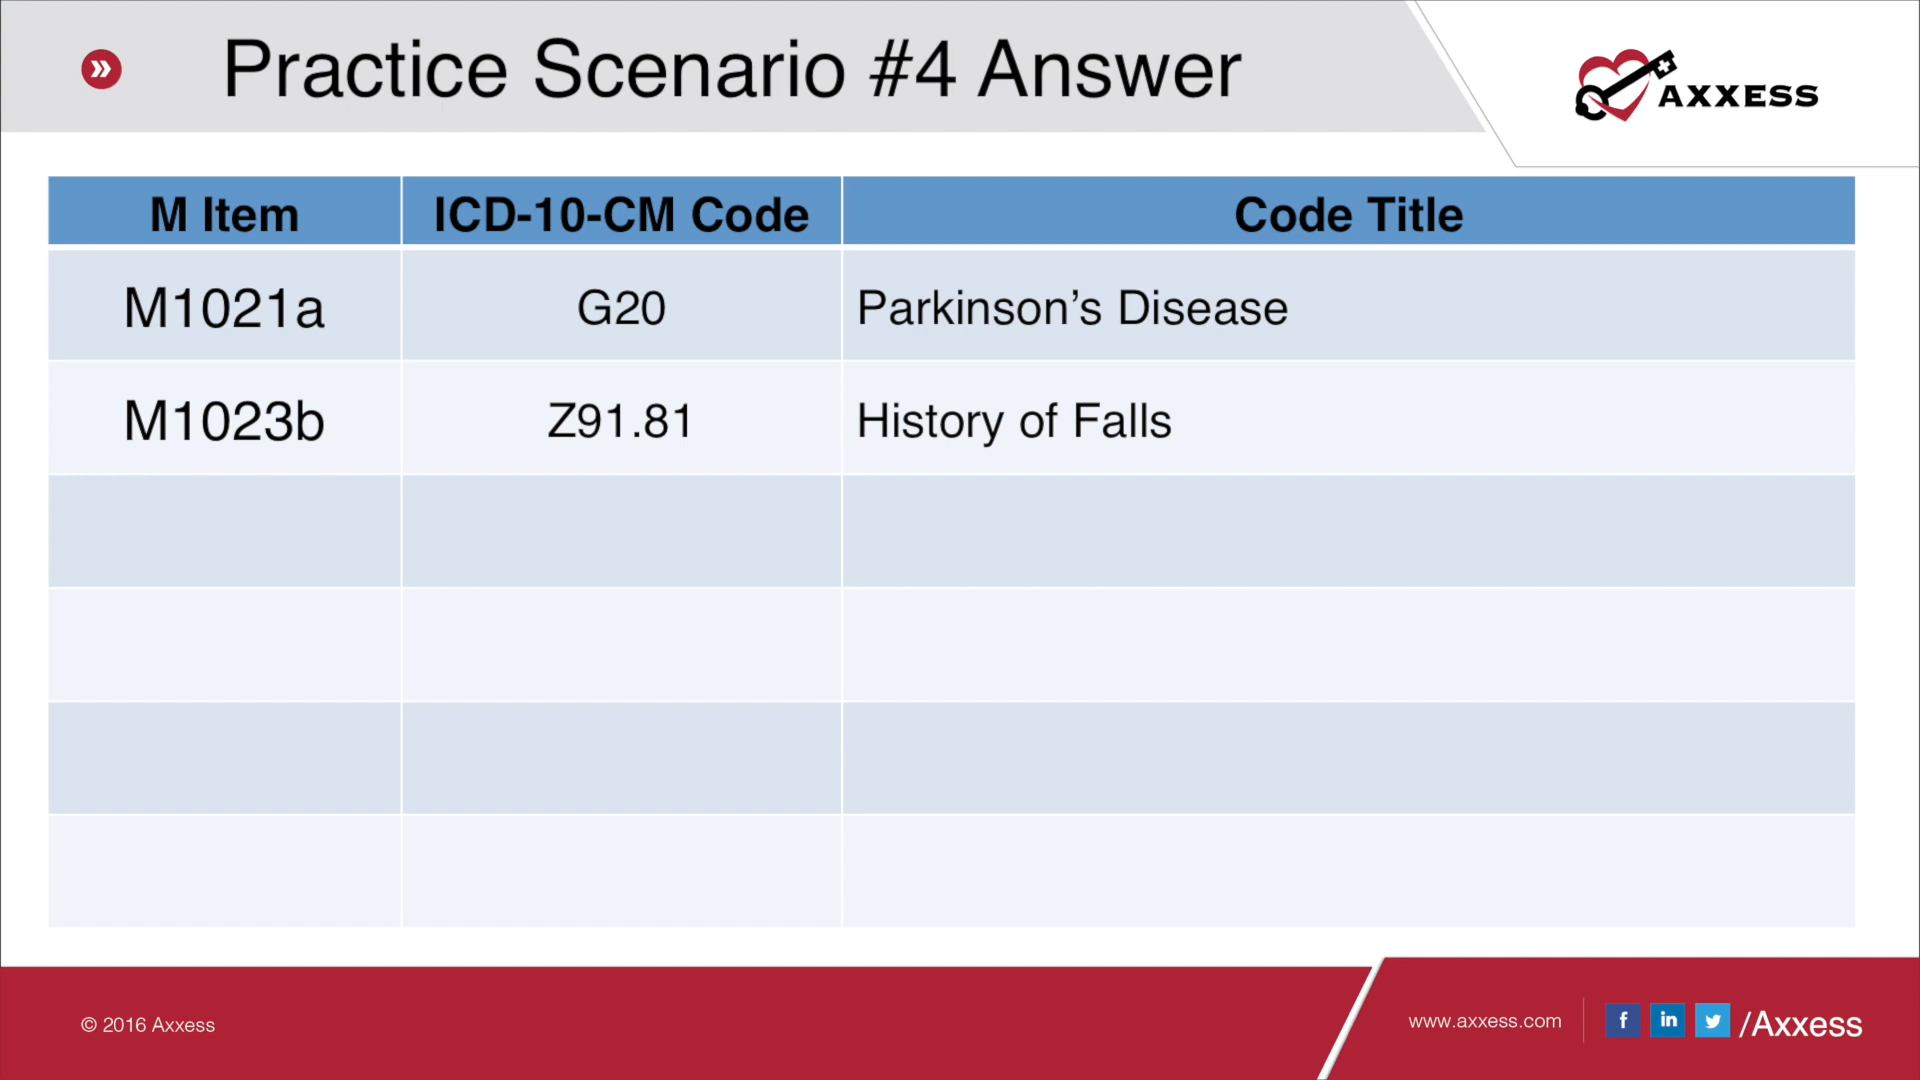 Practice Scenario #4 Answer
AXXESS
M Item ICD-10-CM Code Code Title
M1021a G20 Parkinson’s Disease
M1023b Z91.81 History of Falls
© 2016 Axxess
www.axxess.com f in /Axxess